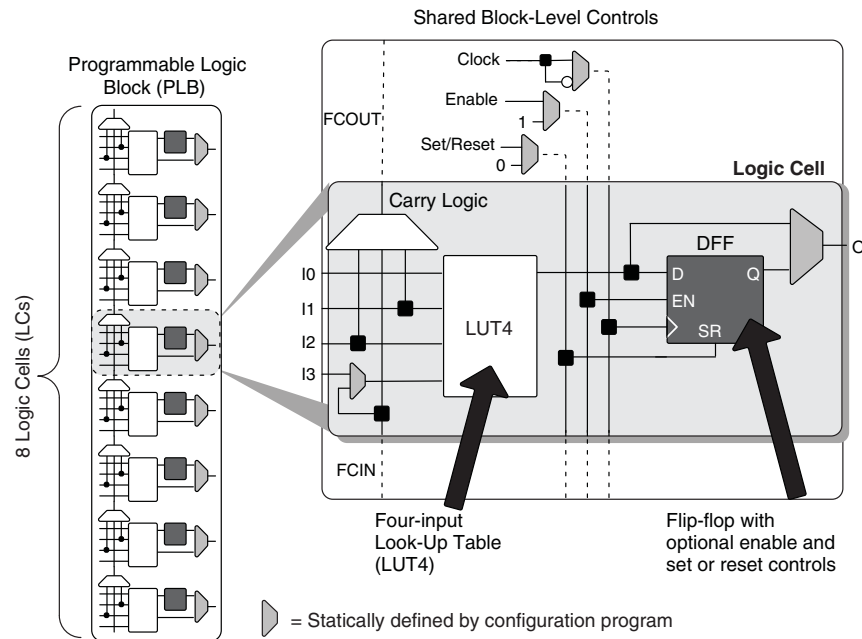 Shared Block-Level Controls
Programmable Logic
Block (PLB)
8 Logic Cells (LCs)
Clock
Enable
1
FCOUT
Set/Reset
0
Logic Cell
Carry Logic
DFF
I0
D
Q
O
I1
EN
LUT4
I2
SR
I3
FCIN
Four-input
Look-Up Table
(LUT4)
Flip-flop with
optional enable and
set or reset controls
= Statically defined by configuration program